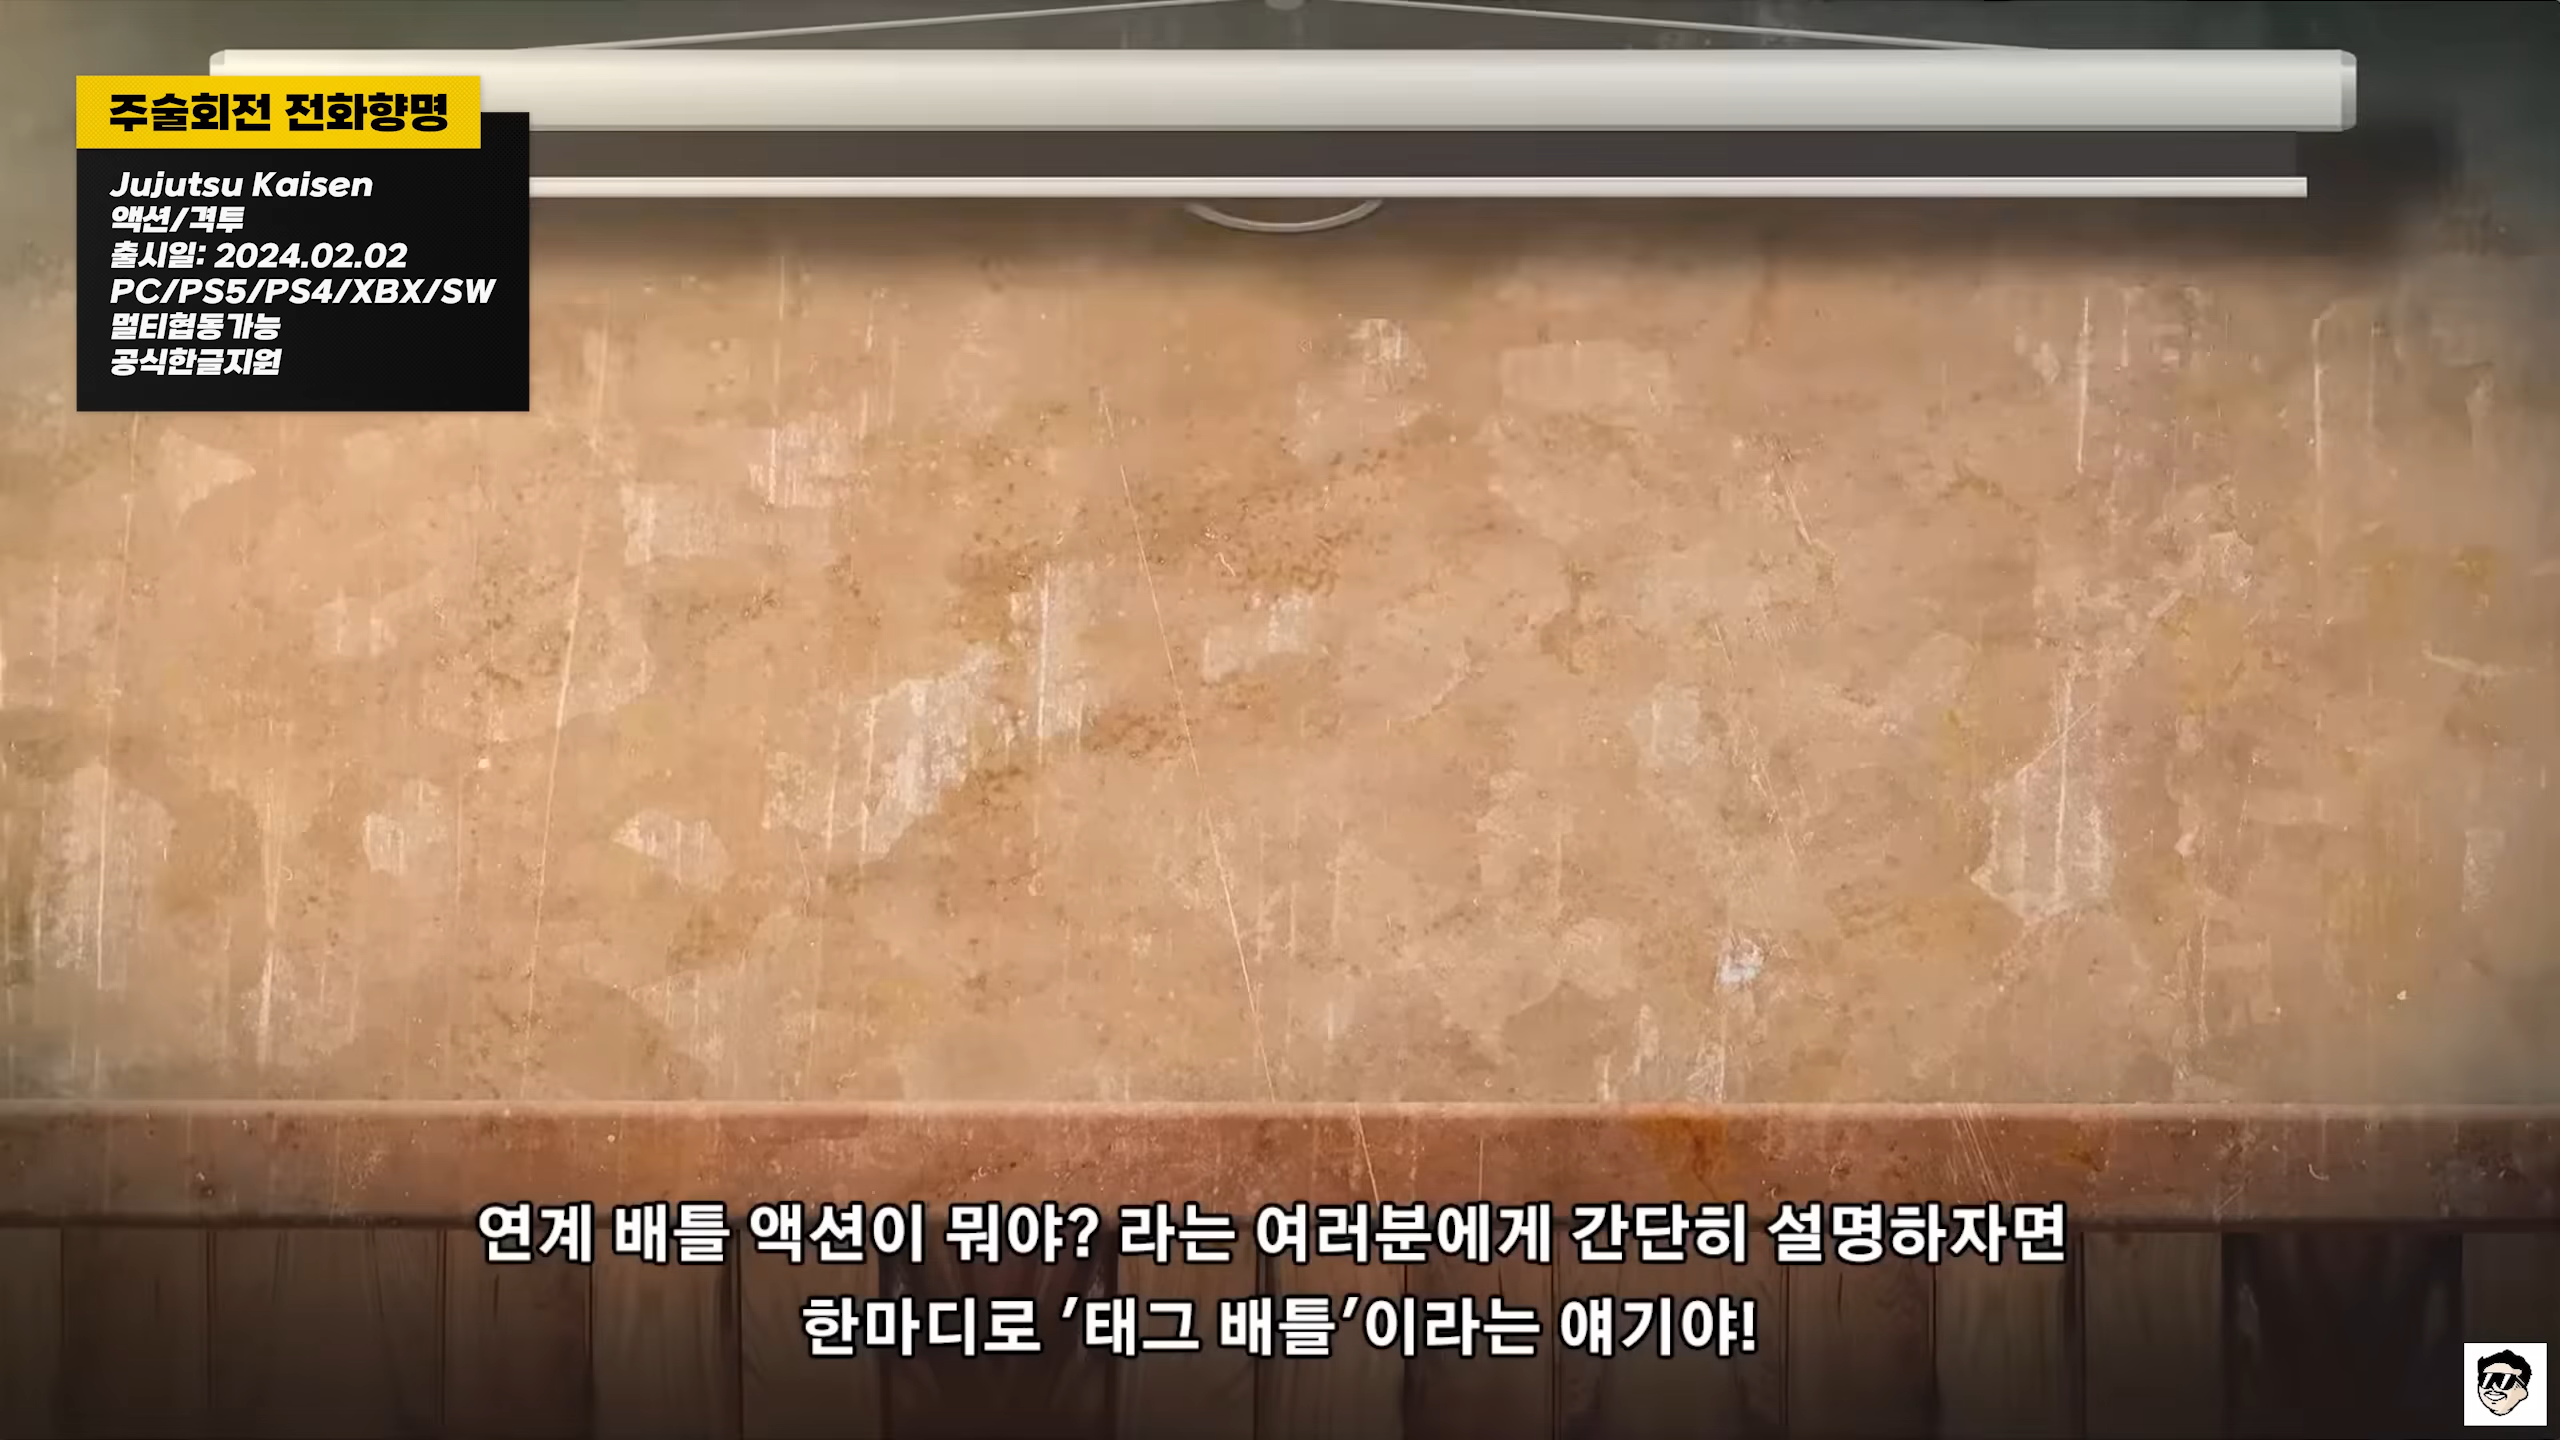 주술회전 전화향명
Jujutsu Kaisen
액션/격투
출시일: 2024.02.02
PC/PS5/PS4/XBX/SW
멀티협동가능
공식한글지원
연계 배틀 액션이 뭐야? 라는 여러분에게 간단히 설명하자면
한마디로 '태그 배틀'이라는 얘기야!